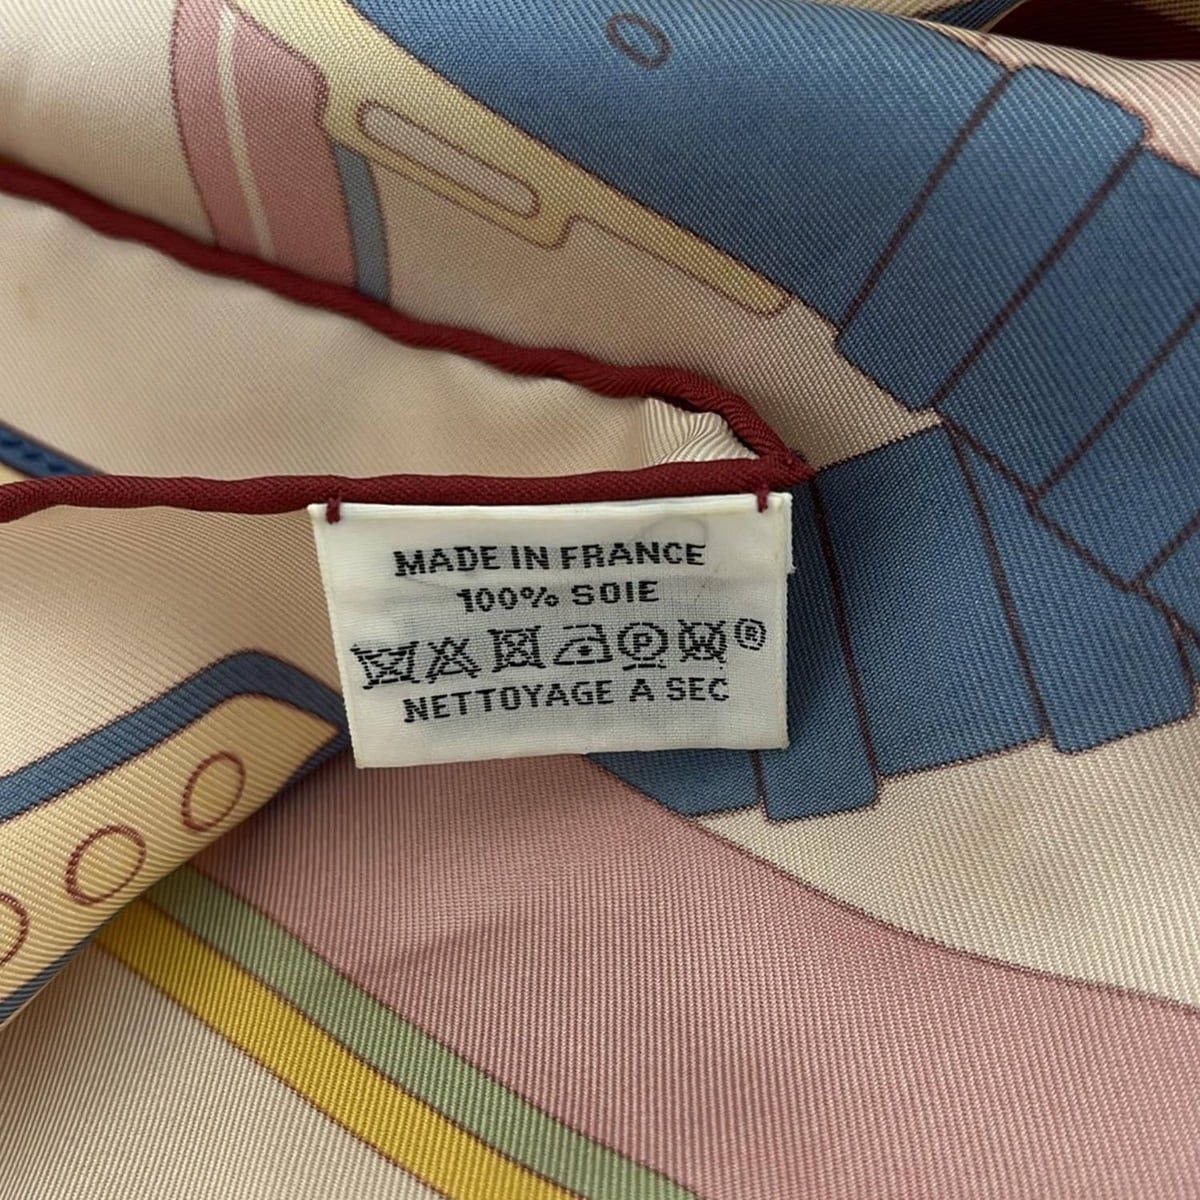 MADE IN FRANCE
100% SOIE
P W ®
NETTOYAGE A SEC